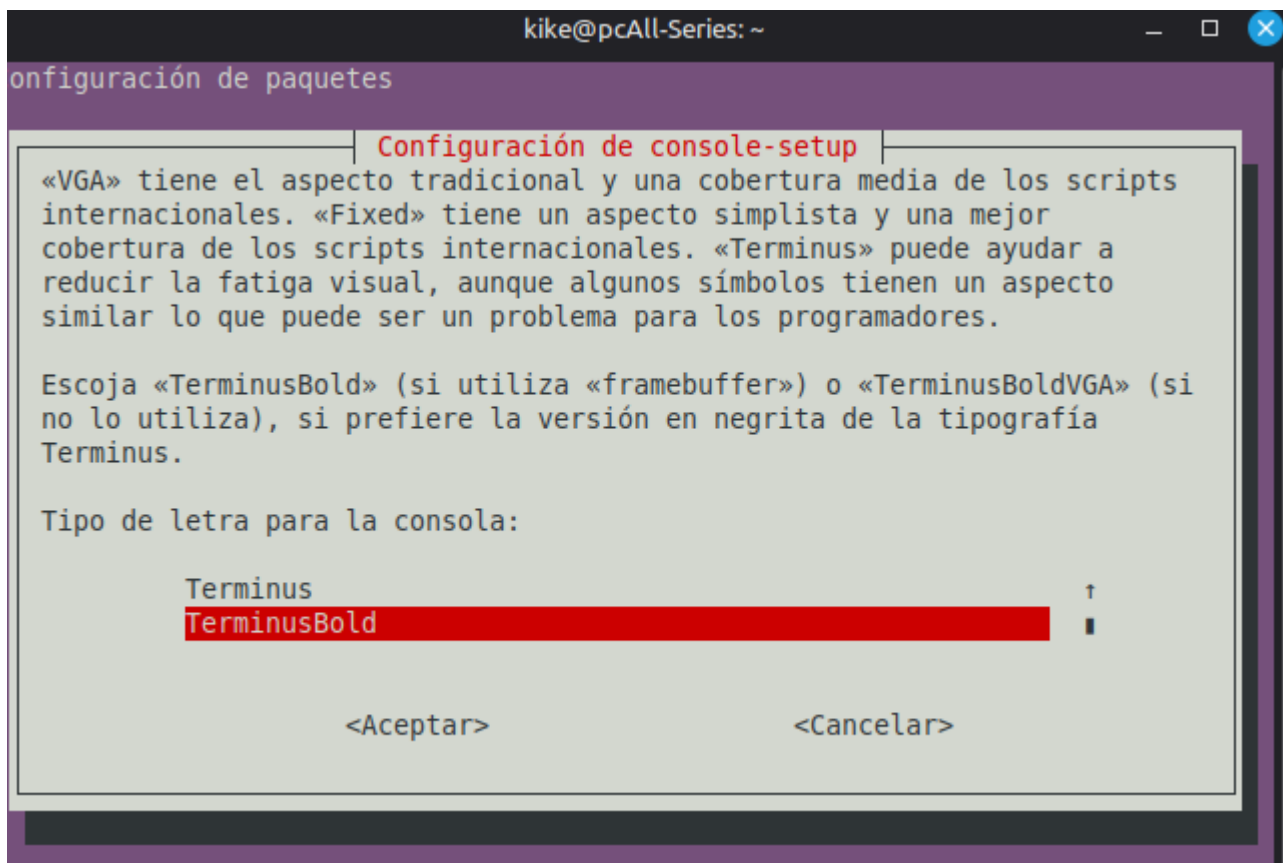 kike@pcAll-Series: ~
onfiguración de paquetes
Configuración de console-setup
«VGA» tiene el aspecto tradicional y una cobertura media de los scripts
internacionales. «Fixed» tiene un aspecto simplista y una mejor
cobertura de los scripts internacionales. «Terminus» puede ayudar a
reducir la fatiga visual, aunque algunos símbolos tienen un aspecto
similar lo que puede ser un problema para los programadores.
Escoja «TerminusBold» (si utiliza «framebuffer») o «TerminusBoldVGA» (si
no lo utiliza), si prefiere la versión en negrita de la tipografía
Terminus.
Tipo de letra para la consola:
Terminus
TerminusBold
<Aceptar> <Cancelar>